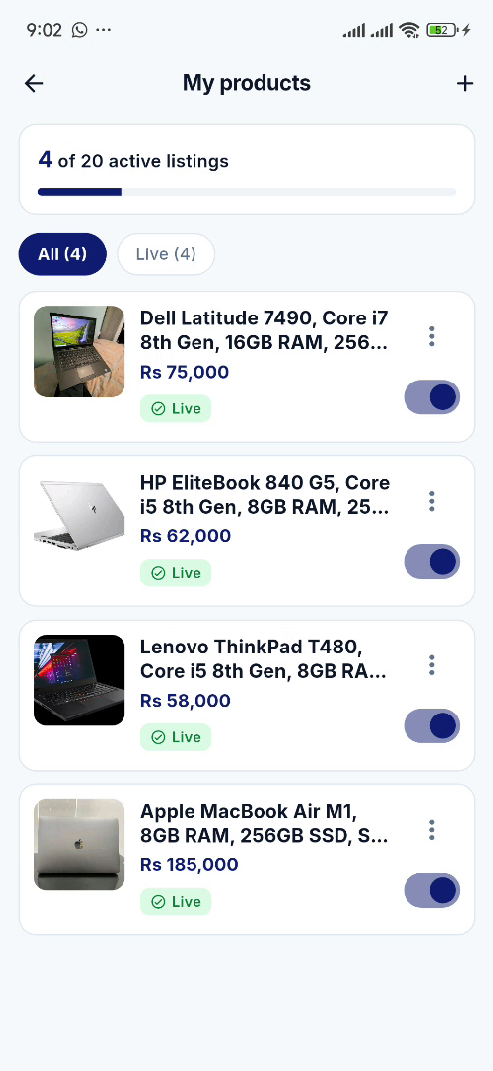 9:02
52
My products
4 of 20 active listings
All (4)
Live (4)
Dell Latitude 7490, Core i7
8th Gen, 16GB RAM, 256...
Rs 75,000
Live
HP EliteBook 840 G5, Core
i5 8th Gen, 8GB RAM, 25...
Rs 62,000
Live
Lenovo ThinkPad T480,
Core i5 8th Gen, 8GB RA...
Rs 58,000
Live
Apple MacBook Air M1,
8GB RAM, 256GB SSD, S...
Rs 185,000
Live